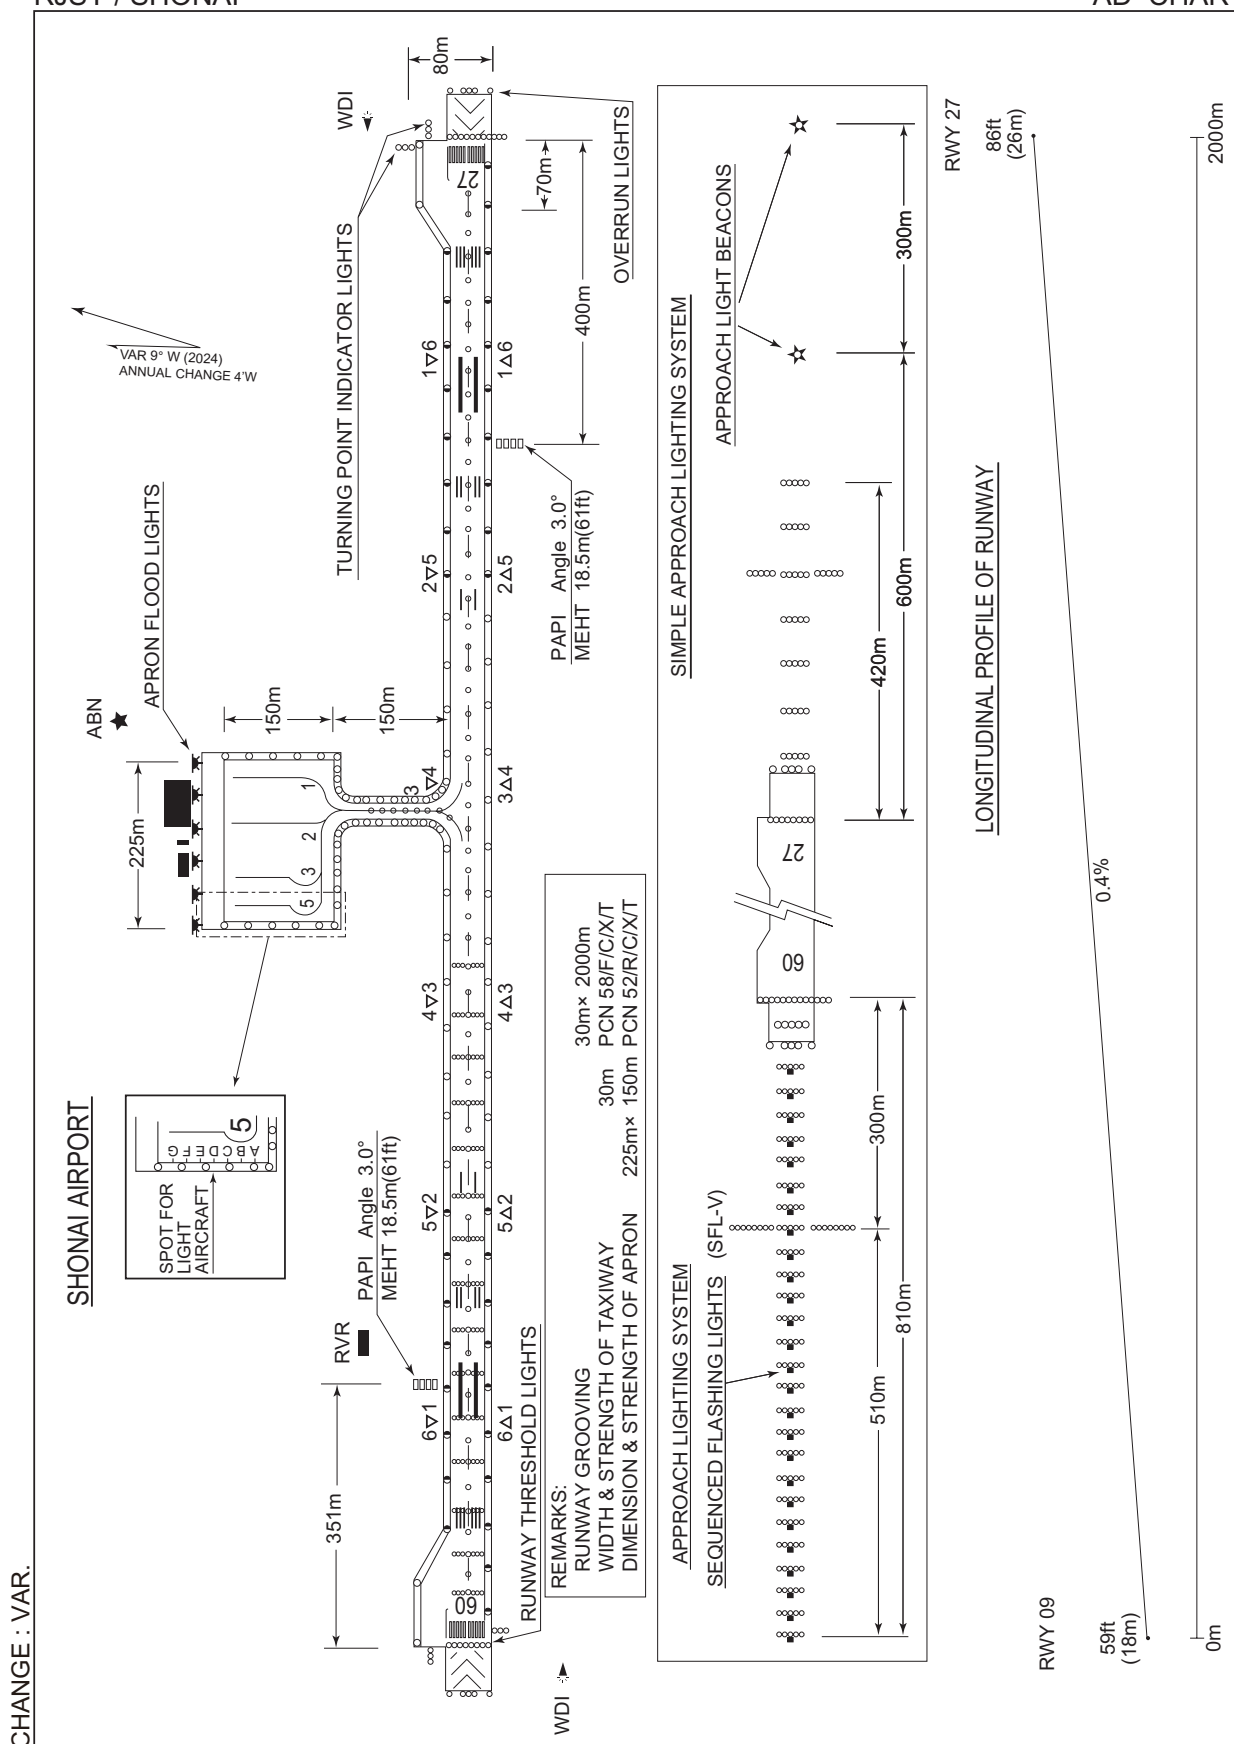 SHONAI AIRPORT
CHANGE : VAR.
VAR 9° W (2024)
ANNUAL CHANGE 4'W
SPOT FOR
LIGHT
AIRCRAFT
A B C D E F G
5
225m
ABN
APRON FLOOD LIGHTS
150m
150m
5
3
2
1
TURNING POINT INDICATOR LIGHTS
WDI
80m
RVR
PAPI Angle 3.0°
MEHT 18.5m(61ft)
351m
6▽1
5▽2
4▽3
3
▽4
2▽5
1▽6
09
27
6△1
5△2
4△3
3△4
2△5
1△6
70m
400m
OVERRUN LIGHTS
PAPI Angle 3.0°
MEHT 18.5m(61ft)
WDI
RUNWAY THRESHOLD LIGHTS
REMARKS:
RUNWAY GROOVING 30m× 2000m
WIDTH & STRENGTH OF TAXIWAY 30m PCN 58/F/C/X/T
DIMENSION & STRENGTH OF APRON 225m× 150m PCN 52/R/C/X/T
APPROACH LIGHTING SYSTEM
SEQUENCED FLASHING LIGHTS (SFL-V)
SIMPLE APPROACH LIGHTING SYSTEM
APPROACH LIGHT BEACONS
09
27
510m
300m
810m
420m
600m
300m
LONGITUDINAL PROFILE OF RUNWAY
RWY 09
59ft
(18m)
0.4%
RWY 27
86ft
(26m)
0m
2000m